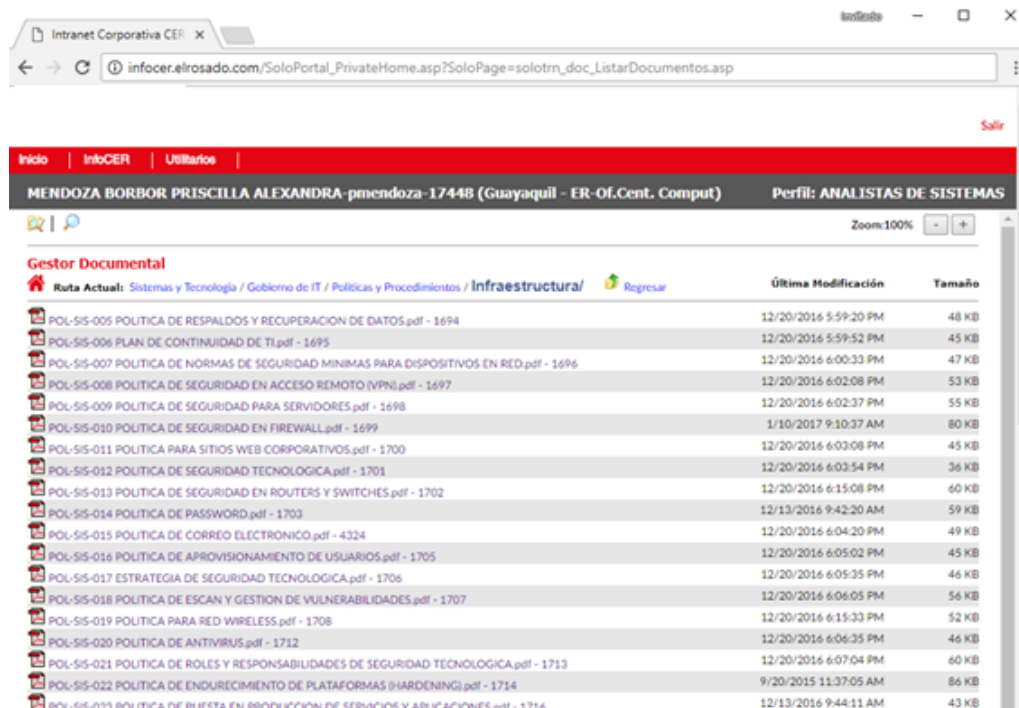 Invitado
Intranet Corporativa CER
infocer.elrosado.com/SoloPortal_PrivateHome.asp?SoloPage=solotrn_doc_ListarDocumentos.asp
Salir
Inicio | InfoCER | Utilitarios |
MENDOZA BORBOR PRISCILLA ALEXANDRA-pmendoza-17448 (Guayaquil - ER-Of.Cent. Comput) Perfil: ANALISTAS DE SISTEMAS
Zoom:100% - +
Gestor Documental
Ruta Actual: Sistemas y Tecnologia / Gobierno de IT / Politicas y Procedimientos / Infraestructura/ Regresar Última Modificación Tamaño
POL-SIS-005 POLITICA DE RESPALDOS Y RECUPERACION DE DATOS.pdf - 1694 12/20/2016 5:59:20 PM 48 KB
POL-SIS-006 PLAN DE CONTINUIDAD DE TI.pdf - 1695 12/20/2016 5:59:52 PM 45 KB
POL-SIS-007 POLITICA DE NORMAS DE SEGURIDAD MINIMAS PARA DISPOSITIVOS EN RED.pdf - 1696 12/20/2016 6:00:33 PM 47 KB
POL-SIS-008 POLITICA DE SEGURIDAD EN ACCESO REMOTO (VPN).pdf - 1697 12/20/2016 6:02:08 PM 53 KB
POL-SIS-009 POLITICA DE SEGURIDAD PARA SERVIDORES.pdf - 1698 12/20/2016 6:02:37 PM 55 KB
POL-SIS-010 POLITICA DE SEGURIDAD EN FIREWALL.pdf - 1699 1/10/2017 9:10:37 AM 80 KB
POL-SIS-011 POLITICA PARA SITIOS WEB CORPORATIVOS.pdf - 1700 12/20/2016 6:03:08 PM 45 KB
POL-SIS-012 POLITICA DE SEGURIDAD TECNOLOGICA.pdf - 1701 12/20/2016 6:03:54 PM 36 KB
POL-SIS-013 POLITICA DE SEGURIDAD EN ROUTERS Y SWITCHES.pdf - 1702 12/20/2016 6:15:08 PM 60 KB
POL-SIS-014 POLITICA DE PASSWORD.pdf - 1703 12/13/2016 9:42:20 AM 59 KB
POL-SIS-015 POLITICA DE CORREO ELECTRONICO.pdf - 4324 12/20/2016 6:04:20 PM 49 KB
POL-SIS-016 POLITICA DE APROVISIONAMIENTO DE USUARIOS.pdf - 1705 12/20/2016 6:05:02 PM 45 KB
POL-SIS-017 ESTRATEGIA DE SEGURIDAD TECNOLOGICA.pdf - 1706 12/20/2016 6:05:35 PM 46 KB
POL-SIS-018 POLITICA DE ESCAN Y GESTION DE VULNERABILIDADES.pdf - 1707 12/20/2016 6:06:05 PM 56 KB
POL-SIS-019 POLITICA PARA RED WIRELESS.pdf - 1708 12/20/2016 6:15:33 PM 52 KB
POL-SIS-020 POLITICA DE ANTIVIRUS.pdf - 1712 12/20/2016 6:06:35 PM 46 KB
POL-SIS-021 POLITICA DE ROLES Y RESPONSABILIDADES DE SEGURIDAD TECNOLOGICA.pdf - 1713 12/20/2016 6:07:04 PM 60 KB
POL-SIS-022 POLITICA DE ENDURECIMIENTO DE PLATAFORMAS (HARDENING).pdf - 1714 9/20/2015 11:37:05 AM 86 KB
POL-SIS-023 POLITICA DE PUESTA EN PRODUCCION DE SERVICIOS Y APLICACIONES.pdf - 1716 12/13/2016 9:44:11 AM 43 KB